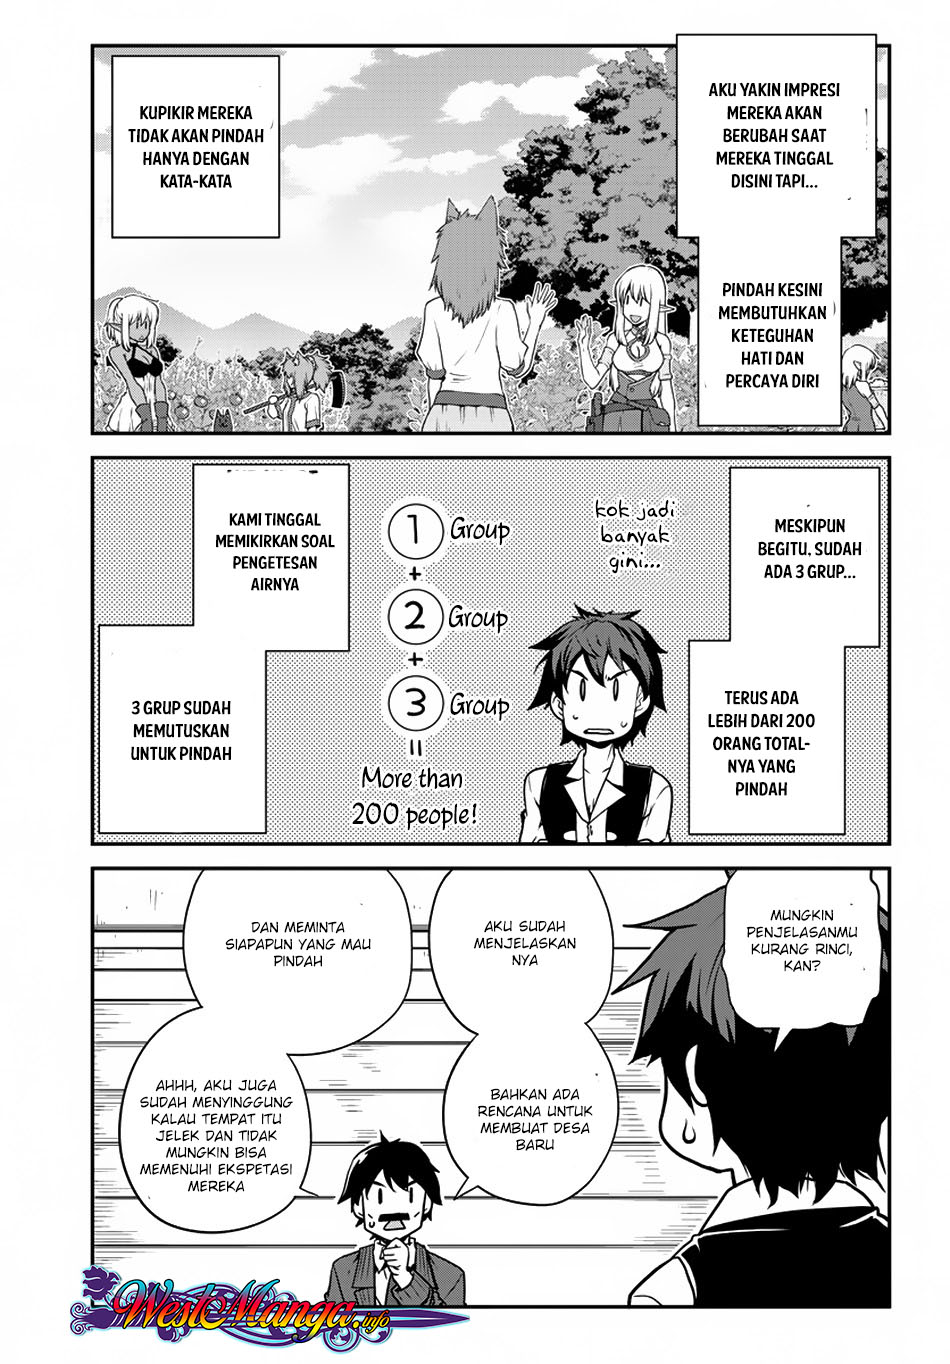 AKU YAKIN IMPRESI
MEREKA AKAN
BERUBAH SAAT
MEREKA TINGGAL
DISINI TAPI...
PINDAH KESINI
MEMBUTUHKAN
KETEGUHAN
HATI DAN
PERCAYA DIRI
KUPIKIR MEREKA
TIDAK AKAN PINDAH
HANYA DENGAN
KATA-KATA
MESKIPUN
BEGITU, SUDAH
ADA 3 GRUP...
TERUS ADA
LEBIH DARI 200
ORANG TOTAL-
NYA YANG
PINDAH
kok jadi
banyak
gini...
1 Group
+
2 Group
+
3 Group
=
More than
200 people!
KAMI TINGGAL
MEMIKIRKAN SOAL
PENGETESAN
AIRNYA
3 GRUP SUDAH
MEMUTUSKAN
UNTUK PINDAH
MUNGKIN
PENJELASANMU
KURANG RINCI,
KAN?
AKU SUDAH
MENJELASKAN
NYA
BAHKAN ADA
RENCANA UNTUK
MEMBUAT DESA
BARU
DAN MEMINTA
SIAPAPUN YANG MAU
PINDAH
AHHH, AKU JUGA
SUDAH MENYINGGUNG
KALAU TEMPAT ITU
JELEK DAN TIDAK
MUNGKIN BISA
MEMENUHI EKSPETASI
MEREKA
WestManga.info